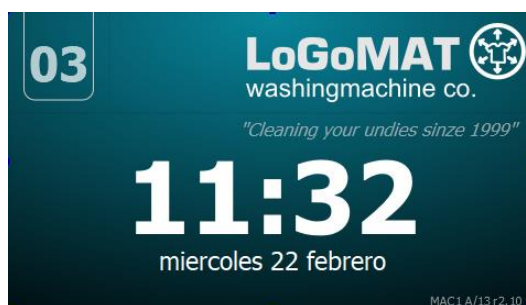 03
LoGoMAT
washingmachine co.
"Cleaning your undies sinze 1999"
11:32
miercoles 22 febrero
MAC1 A/13 r2.10